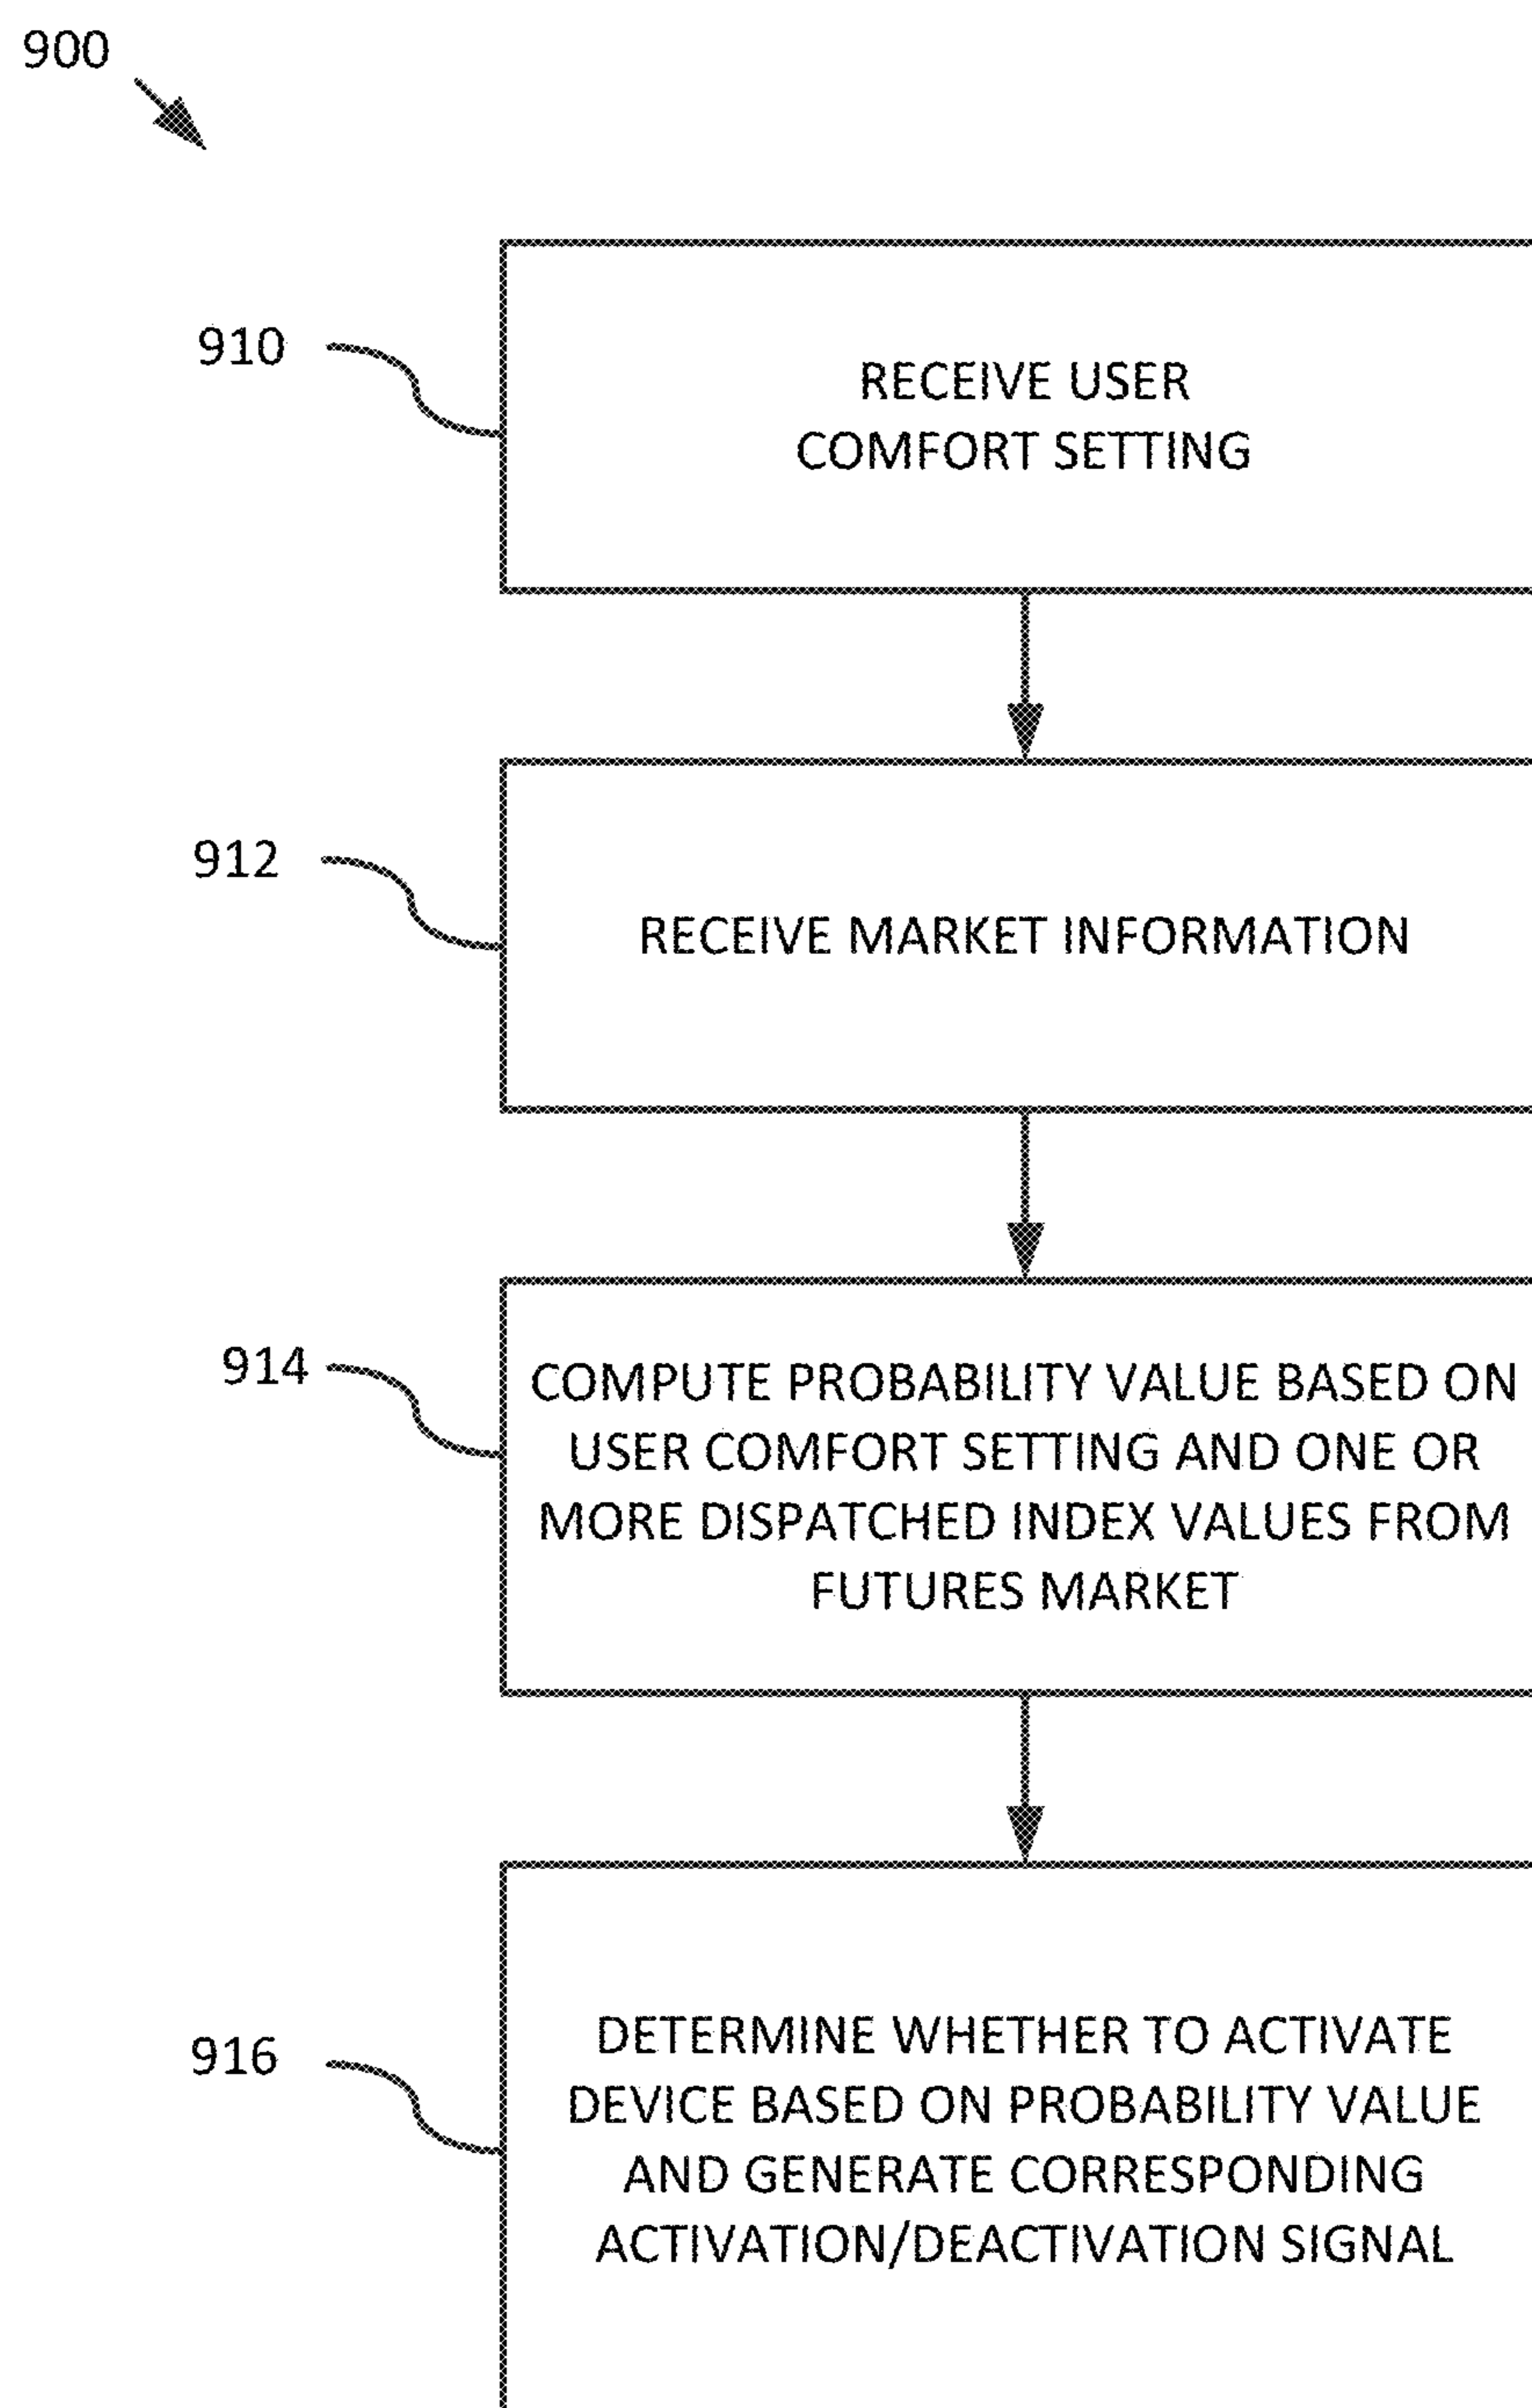 900
910
RECEIVE USER
COMFORT SETTING
912
RECEIVE MARKET INFORMATION
914
COMPUTE PROBABILITY VALUE BASED ON
USER COMFORT SETTING AND ONE OR
MORE DISPATCHED INDEX VALUES FROM
FUTURES MARKET
916
DETERMINE WHETHER TO ACTIVATE
DEVICE BASED ON PROBABILITY VALUE
AND GENERATE CORRESPONDING
ACTIVATION/DEACTIVATION SIGNAL